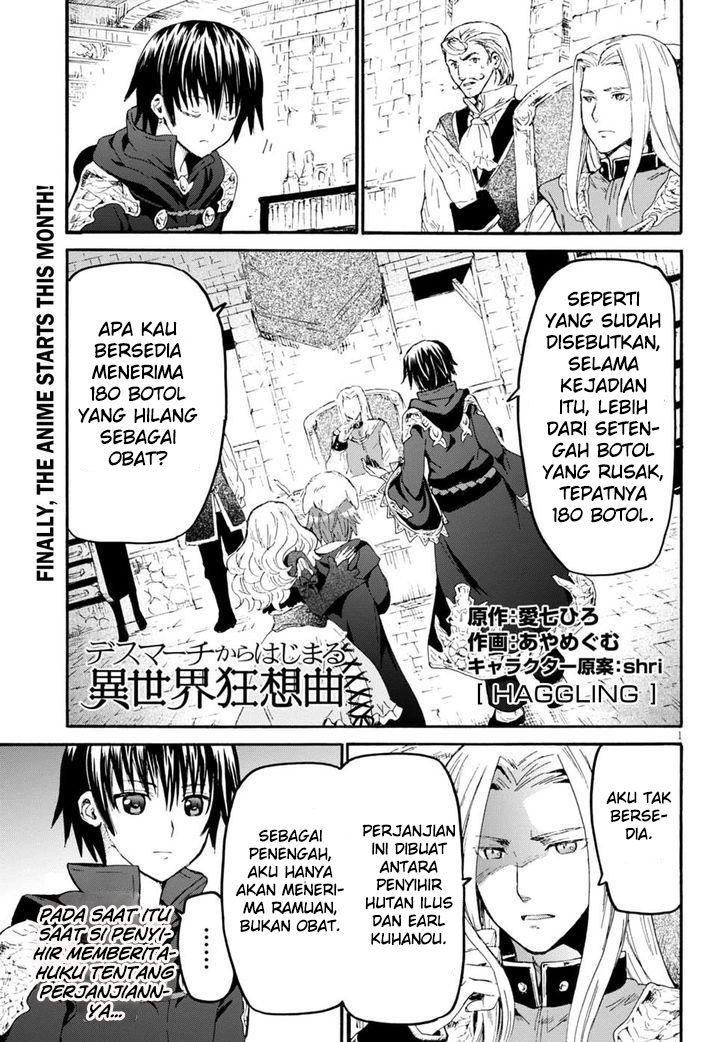 FINALLY, THE ANIME STARTS THIS MONTH!
SEPERTI
YANG SUDAH
DISEBUTKAN,
SELAMA
KEJADIAN
ITU, LEBIH
DARI SETEN-
GAH BOTOL
YANG RUSAK,
TEPATNYA
180 BOTOL.
APA KAU
BERSEDIA
MENERIMA
180 BOTOL
YANG HILANG
SEBAGAI
OBAT?
デスマーチからはじまる
異世界狂想曲
原作:愛七ひろ
作画:あやめぐむ
キャラクター原案:shri
[ HAGGLING ]
1
AKU TAK
BERSE-
DIA.
PERJANJIAN
INI DIBUAT
ANTARA
PENYIHIR
HUTAN ILUS
DAN EARL
KUHANOU.
SEBAGAI
PENENGAH,
AKU HANYA
AKAN MENERI-
MA RAMUAN,
BUKAN OBAT.
.....
PADA SAAT ITU
SAAT SI PENYI-
HIR MEMBERITA-
HUKU TENTANG
PERJANJIANN-
YA...